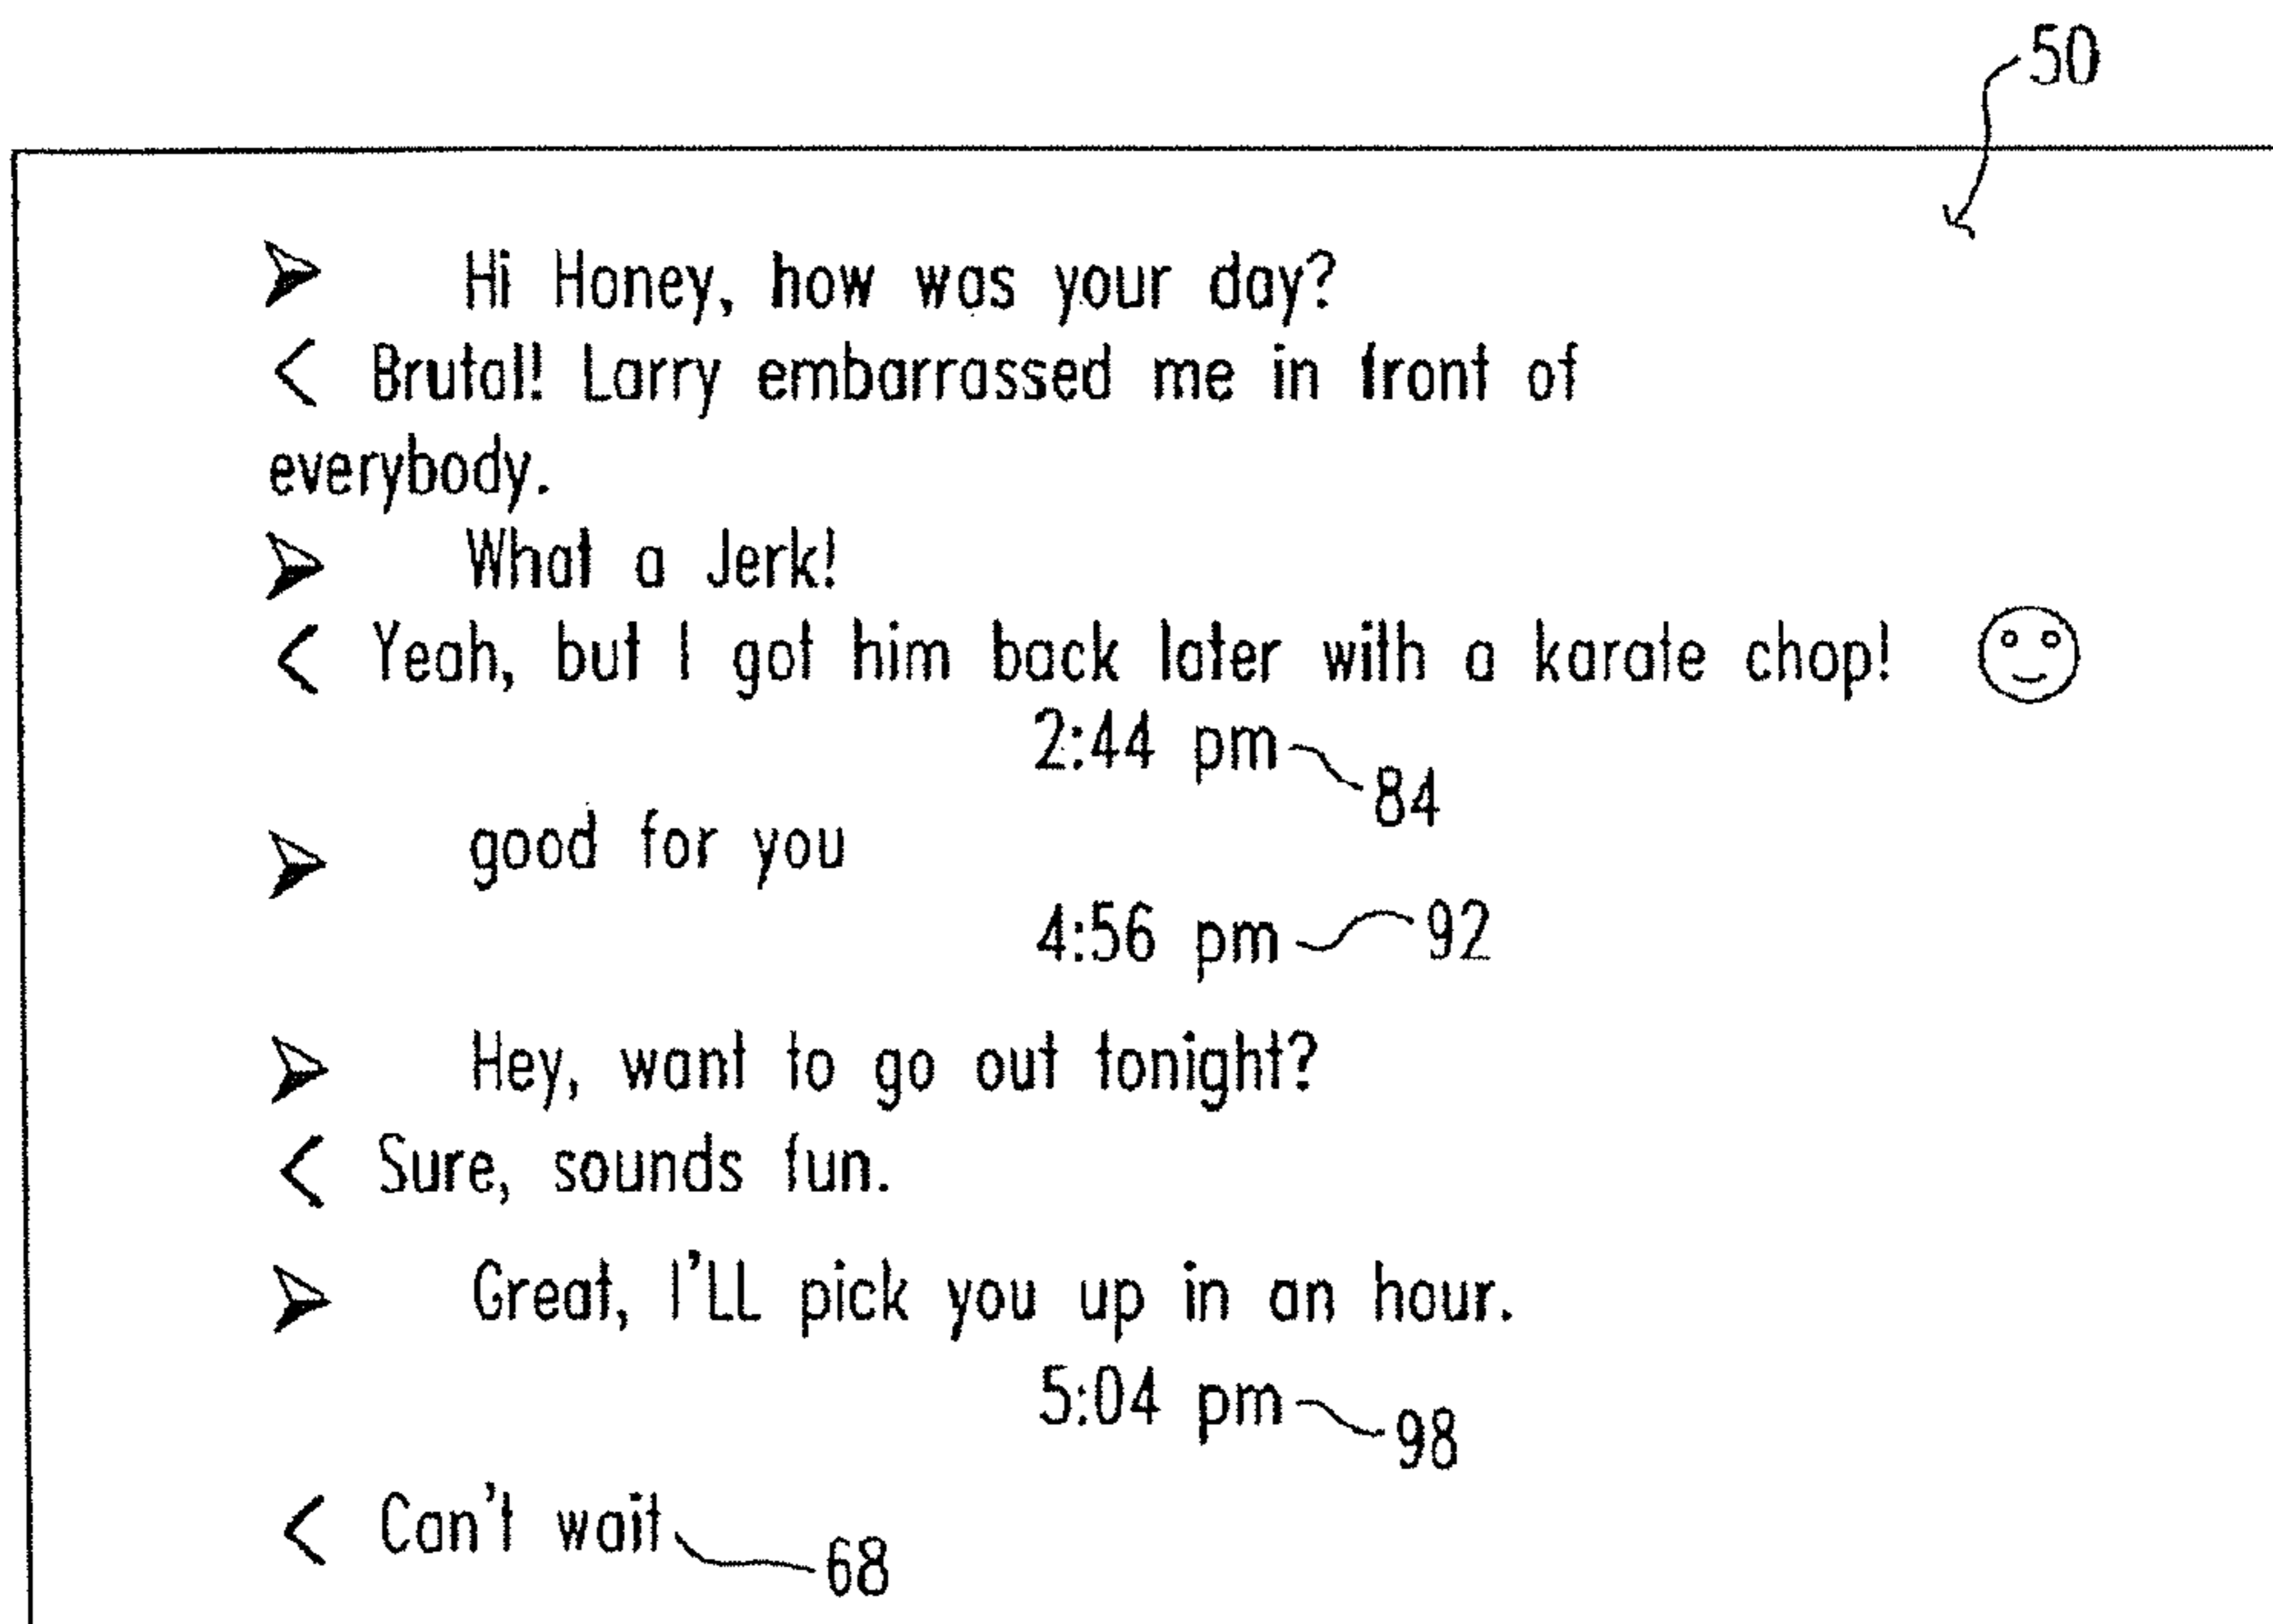 50
➢ Hi Honey, how was your day?
< Brutal! Larry embarrassed me in front of
everybody.
➢ What a Jerk!
< Yeah, but I got him back later with a karate chop!
2:44 pm 84
➢ good for you
4:56 pm 92
➢ Hey, want to go out tonight?
< Sure, sounds fun.
➢ Great, I'LL pick you up in an hour.
5:04 pm 98
< Can't wait 68